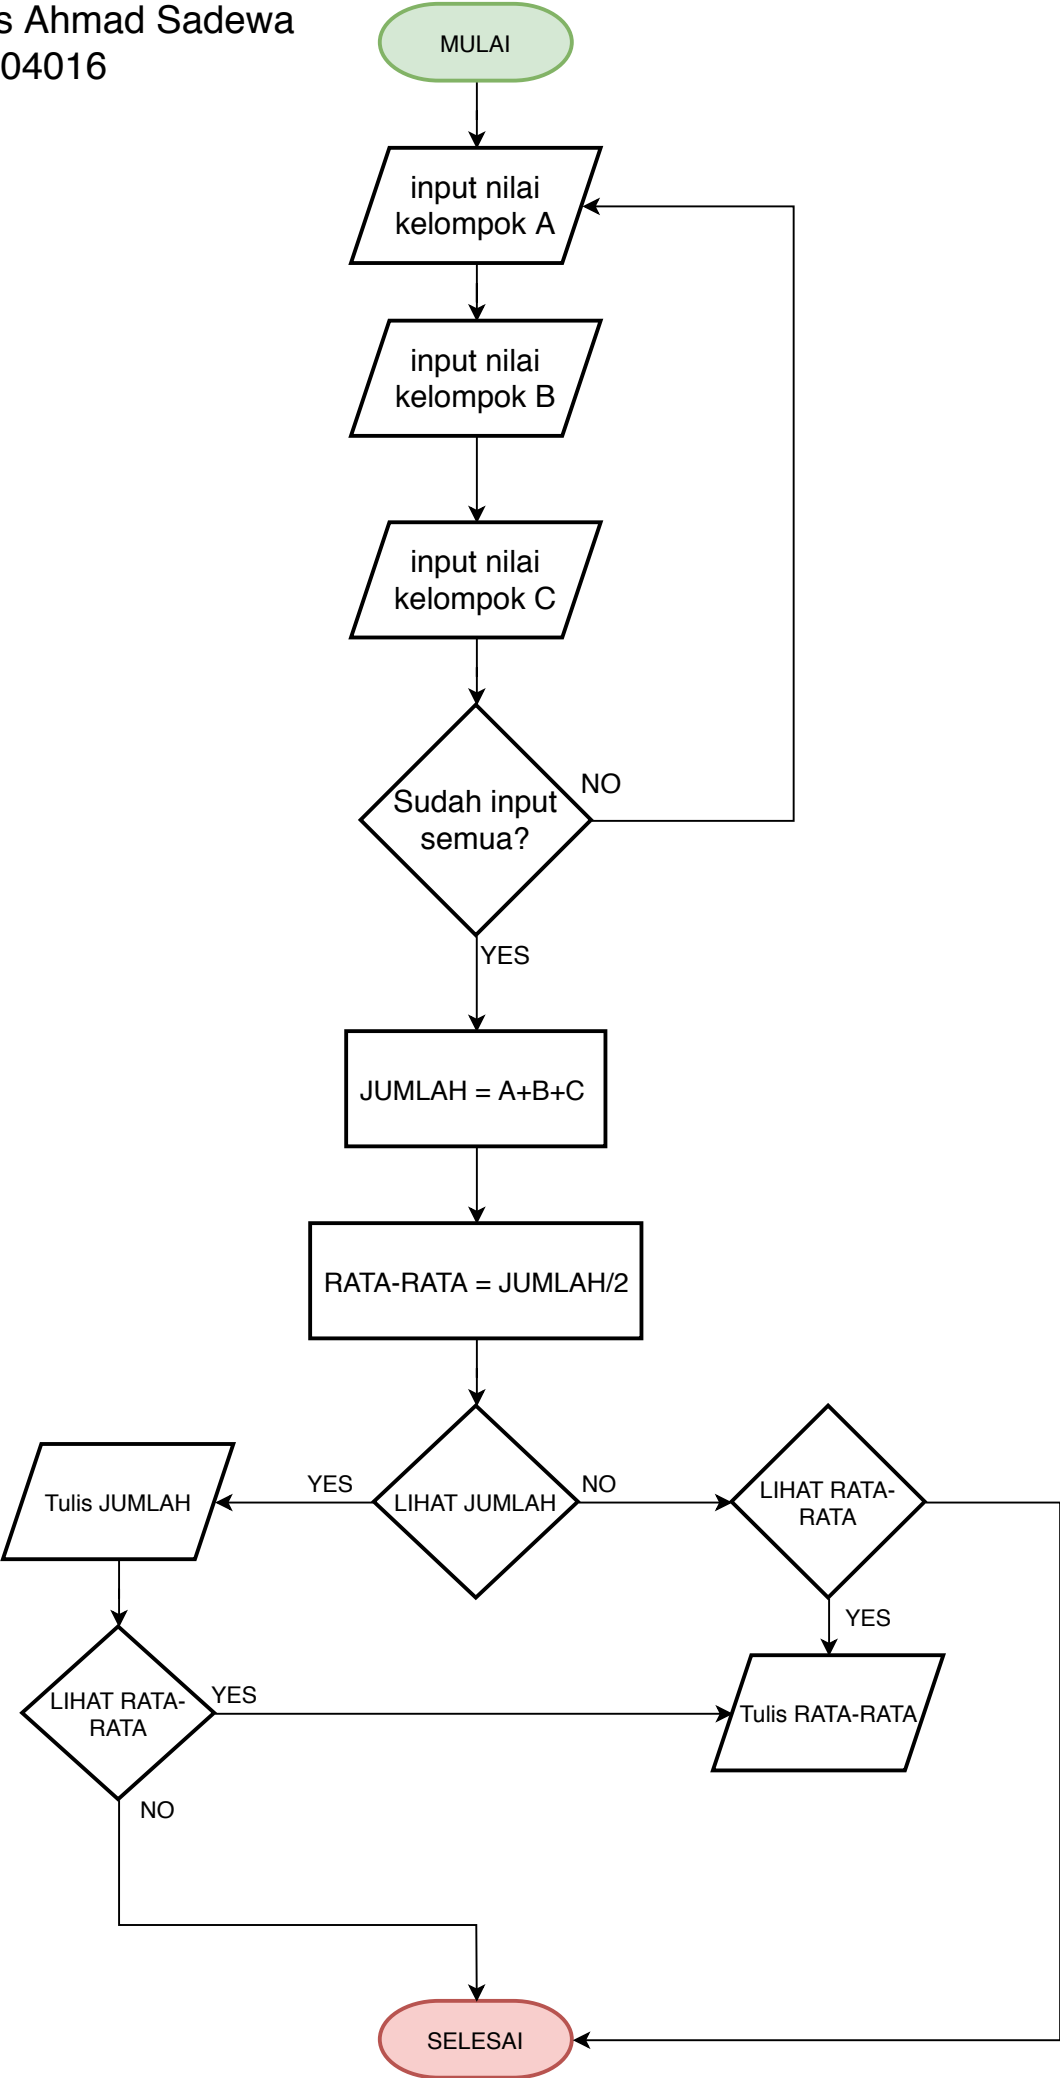 s Ahmad Sadewa
04016
MULAI
input nilai
kelompok A
input nilai
kelompok B
input nilai
kelompok C
Sudah input
semua?
NO
YES
JUMLAH = A+B+C
RATA-RATA = JUMLAH/2
LIHAT JUMLAH
YES
NO
Tulis JUMLAH
LIHAT RATA-
RATA
YES
LIHAT RATA-
RATA
YES
Tulis RATA-RATA
NO
SELESAI